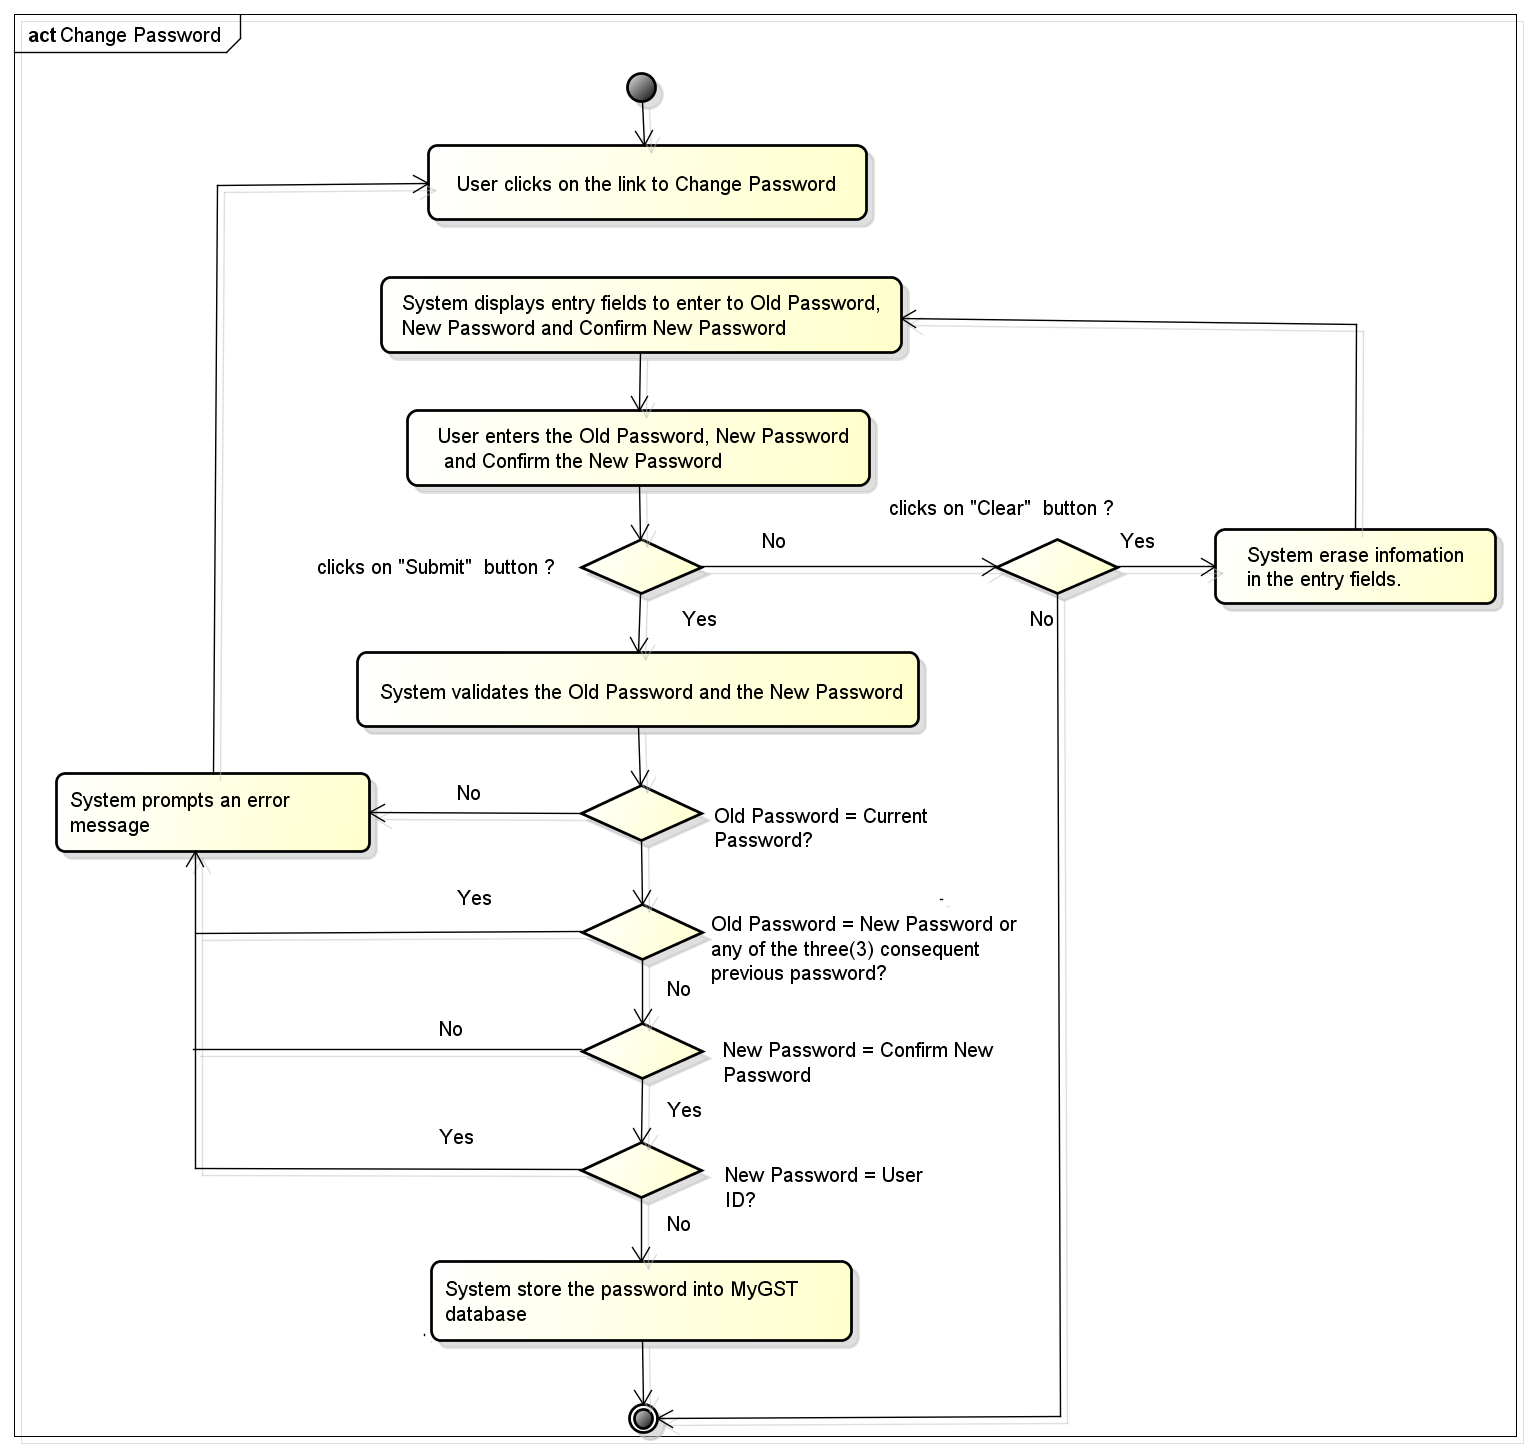 act Change Password
User clicks on the link to Change Password
System displays entry fields to enter to Old Password,
New Password and Confirm New Password
User enters the Old Password, New Password
and Confirm the New Password
clicks on "Clear"  button ?
clicks on "Submit"  button ?
No
Yes
System erase infomation
in the entry fields.
Yes
No
System validates the Old Password and the New Password
System prompts an error
message
No
Old Password = Current
Password?
Yes
Old Password = New Password or
any of the three(3) consequent
previous password?
No
No
New Password = Confirm New
Password
Yes
Yes
New Password = User
ID?
No
System store the password into MyGST
database